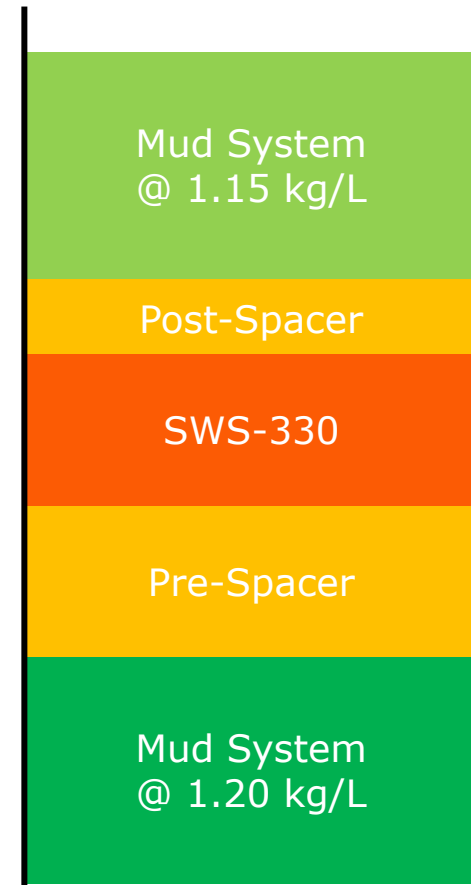 Mud System
@ 1.15 kg/L
Post-Spacer
SWS-330
Pre-Spacer
Mud System
@ 1.20 kg/L